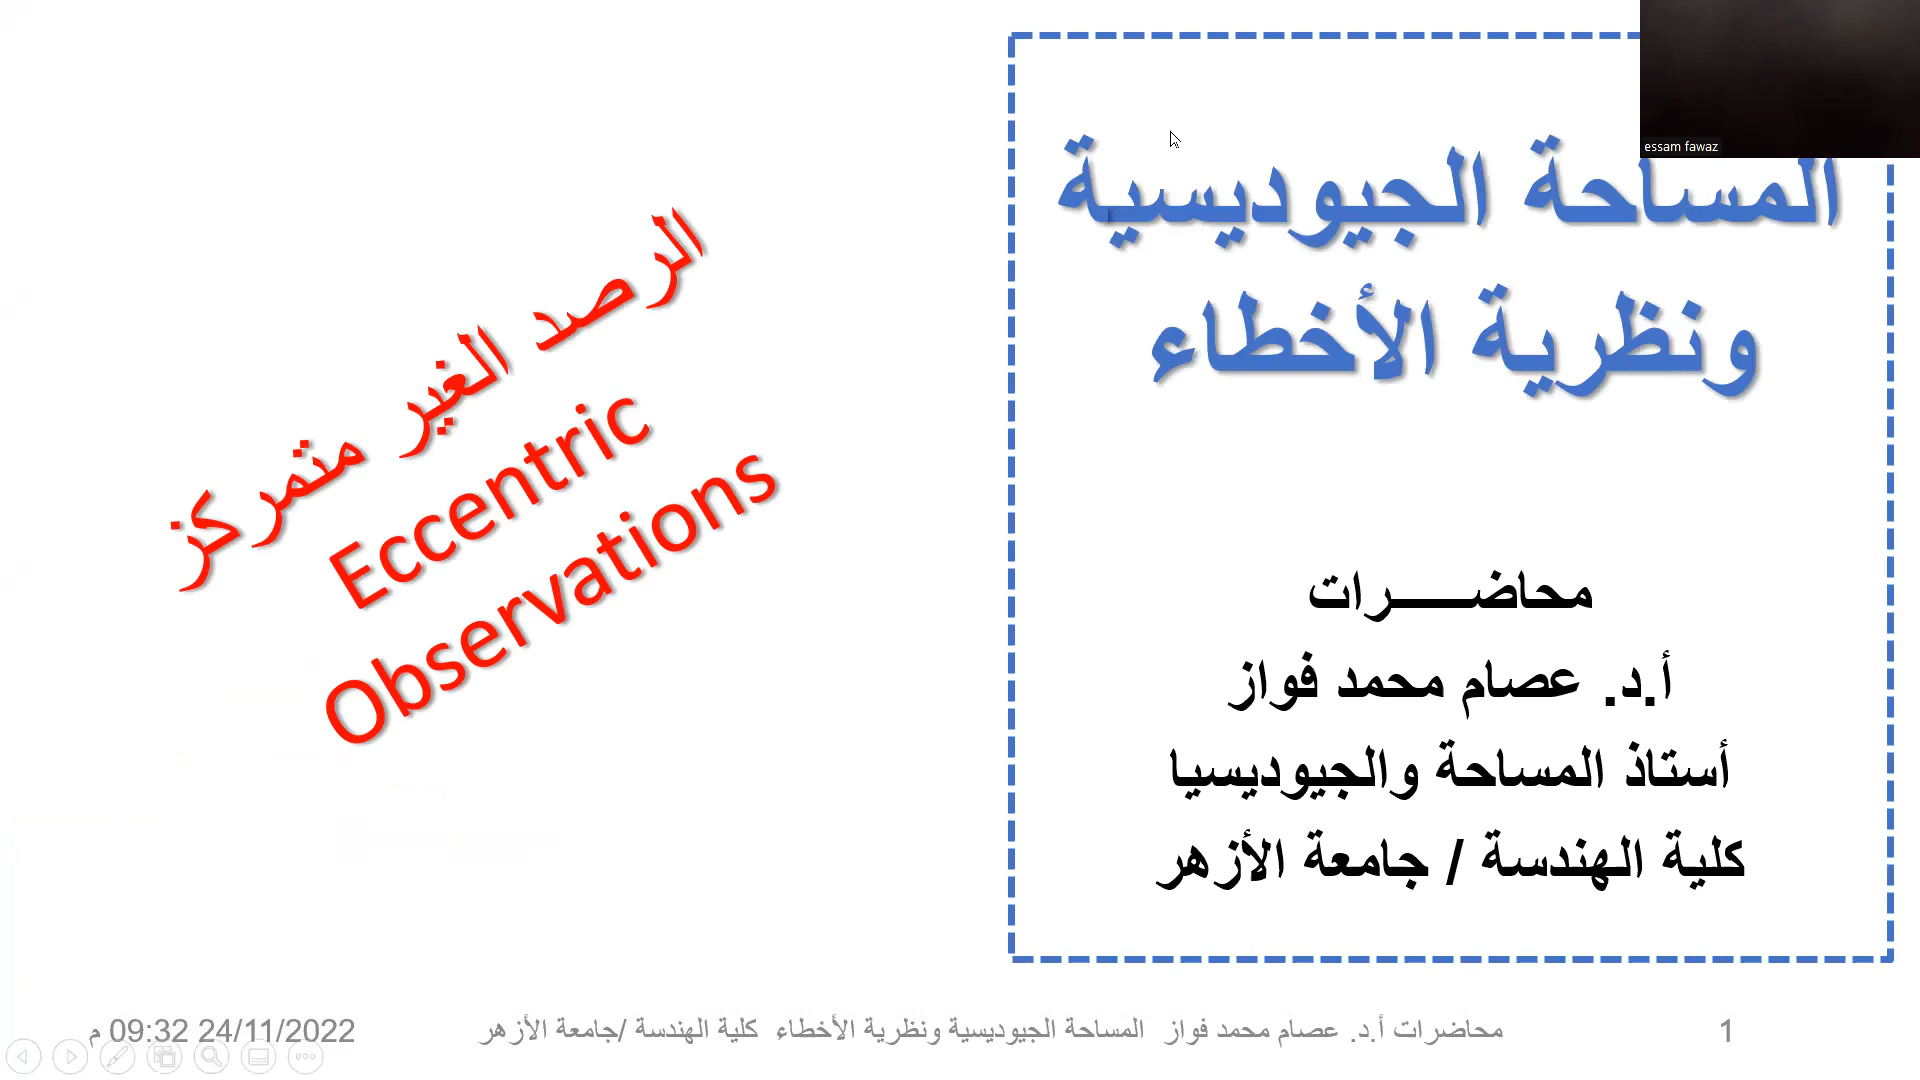 essam fawaz
المساحة الجيوديسية
ونظرية الأخطاء
محاضـــــرات
أ.د. عصام محمد فواز
أستاذ المساحة والجيوديسيا
كلية الهندسة / جامعة الأزهر
الرصد الغير متمركز
Eccentric
Observations
1
محاضرات أ.د. عصام محمد فواز المساحة الجيوديسية ونظرية الأخطاء كلية الهندسة /جامعة الأزهر
24/11/2022 09:32 م